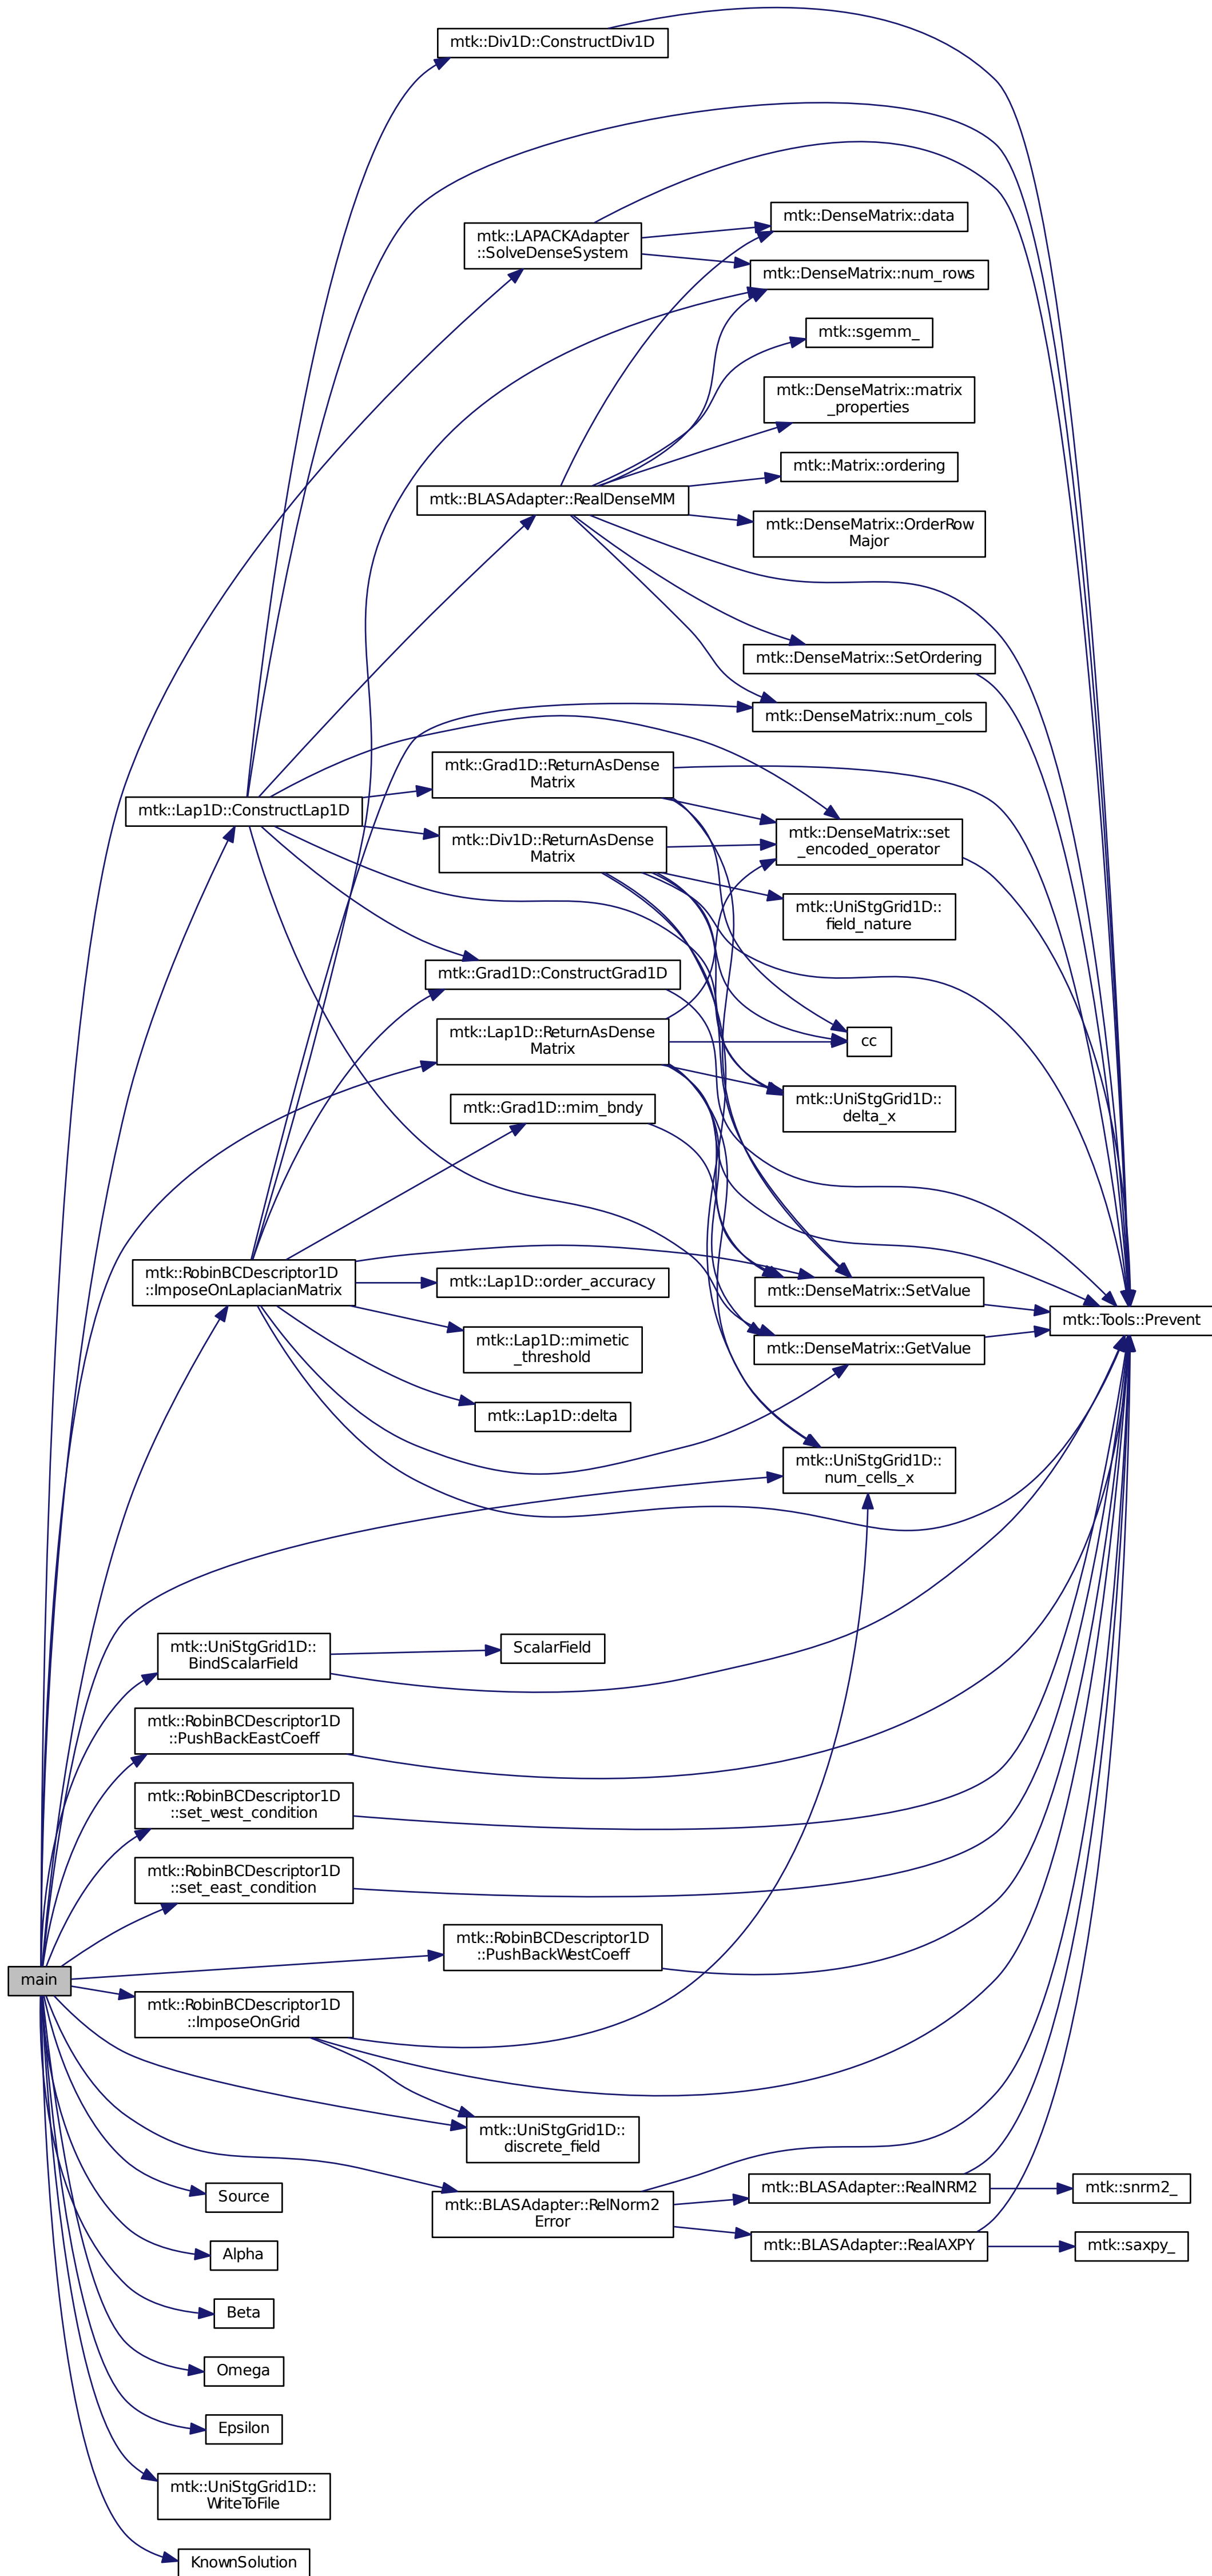 mtk::Div1D::ConstructDiv1D
mtk::DenseMatrix::data
mtk::LAPACKAdapter
::SolveDenseSystem
mtk::DenseMatrix::num_rows
mtk::sgemm_
mtk::DenseMatrix::matrix
_properties
mtk::Matrix::ordering
mtk::BLASAdapter::RealDenseMM
mtk::DenseMatrix::OrderRow
Major
mtk::DenseMatrix::SetOrdering
mtk::DenseMatrix::num_cols
mtk::Grad1D::ReturnAsDense
Matrix
mtk::Lap1D::ConstructLap1D
mtk::Div1D::ReturnAsDense
Matrix
mtk::DenseMatrix::set
_encoded_operator
mtk::UniStgGrid1D::
field_nature
mtk::Grad1D::ConstructGrad1D
mtk::Lap1D::ReturnAsDense
Matrix
cc
mtk::UniStgGrid1D::
delta_x
mtk::Grad1D::mim_bndy
mtk::RobinBCDescriptor1D
::ImposeOnLaplacianMatrix
mtk::Lap1D::order_accuracy
mtk::DenseMatrix::SetValue
mtk::Tools::Prevent
mtk::Lap1D::mimetic
_threshold
mtk::DenseMatrix::GetValue
mtk::Lap1D::delta
mtk::UniStgGrid1D::
num_cells_x
mtk::UniStgGrid1D::
BindScalarField
ScalarField
mtk::RobinBCDescriptor1D
::PushBackEastCoeff
mtk::RobinBCDescriptor1D
::set_west_condition
mtk::RobinBCDescriptor1D
::set_east_condition
mtk::RobinBCDescriptor1D
::PushBackWestCoeff
main
mtk::RobinBCDescriptor1D
::ImposeOnGrid
mtk::UniStgGrid1D::
discrete_field
Source
mtk::BLASAdapter::RelNorm2
Error
mtk::BLASAdapter::RealNRM2
mtk::snrm2_
mtk::BLASAdapter::RealAXPY
mtk::saxpy_
Alpha
Beta
Omega
Epsilon
mtk::UniStgGrid1D::
WriteToFile
KnownSolution